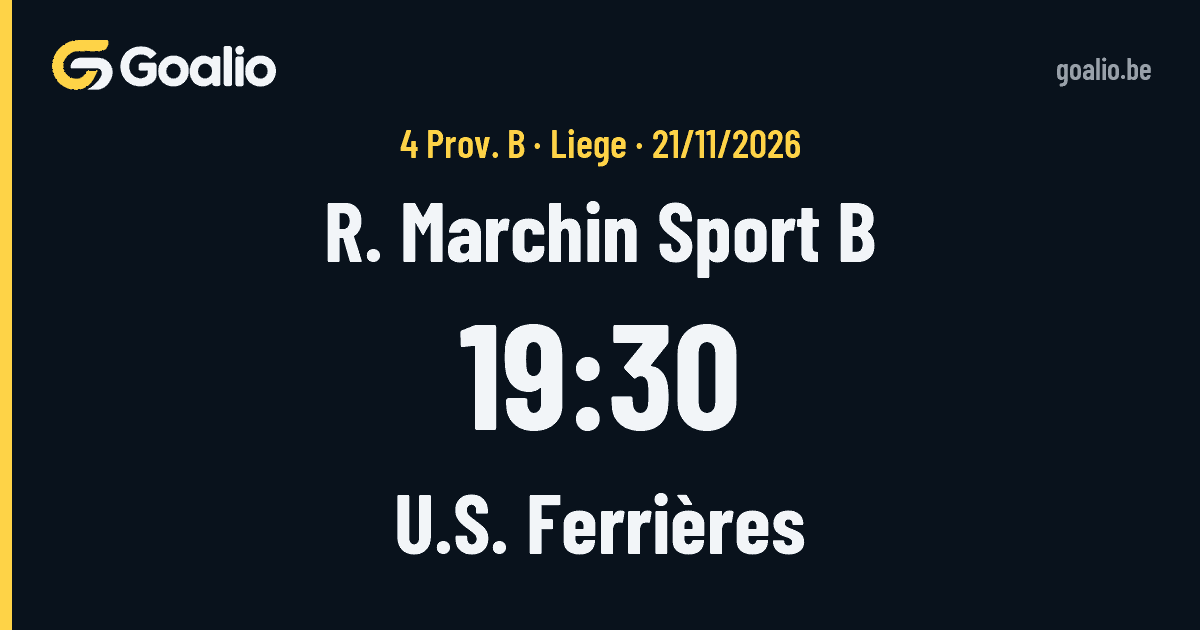 Goalio
goalio.be
4 Prov. B · Liege · 21/11/2026
R. Marchin Sport B
19:30
U.S. Ferrières